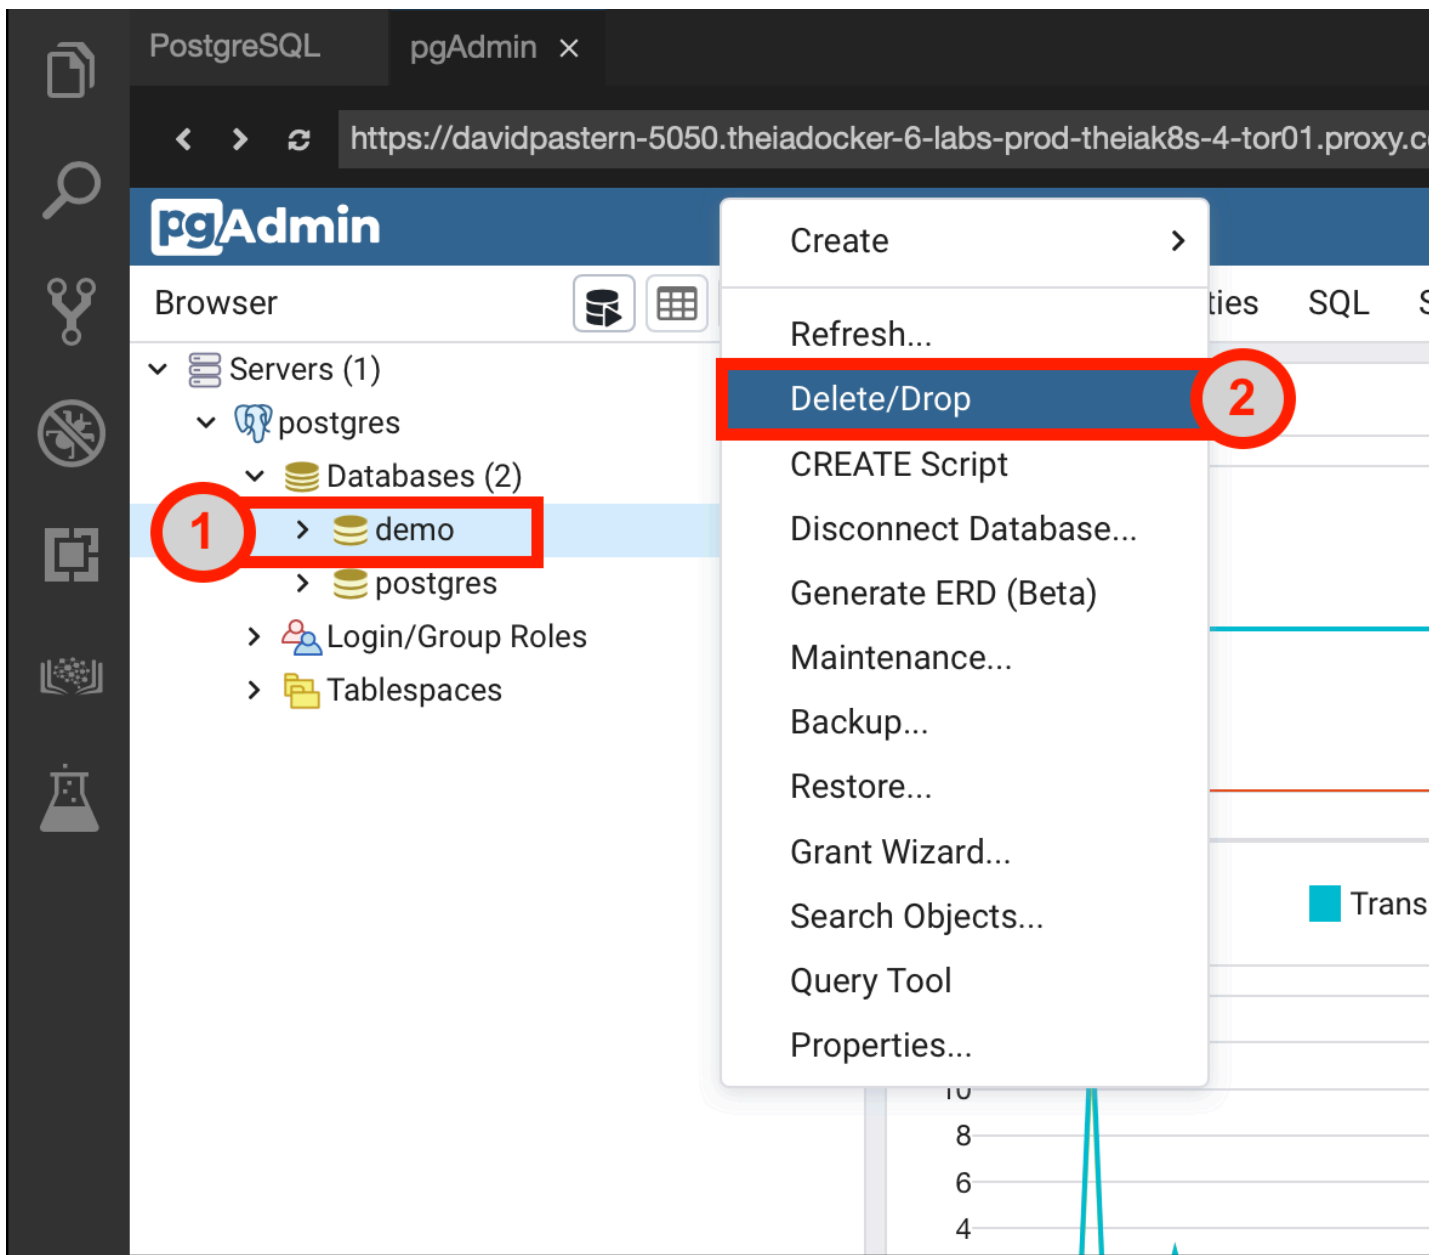 PostgreSQL
pgAdmin ×
https://davidpastern-5050.theiadocker-6-labs-prod-theiak8s-4-tor01.proxy.c
pgAdmin
Browser
ties SQL S
Servers (1)
postgres
Databases (2)
1
demo
postgres
Login/Group Roles
Tablespaces
Create
Refresh...
Delete/Drop
2
CREATE Script
Disconnect Database...
Generate ERD (Beta)
Maintenance...
Backup...
Restore...
Grant Wizard...
Search Objects...
Query Tool
Properties...
Trans
10
8
6
4